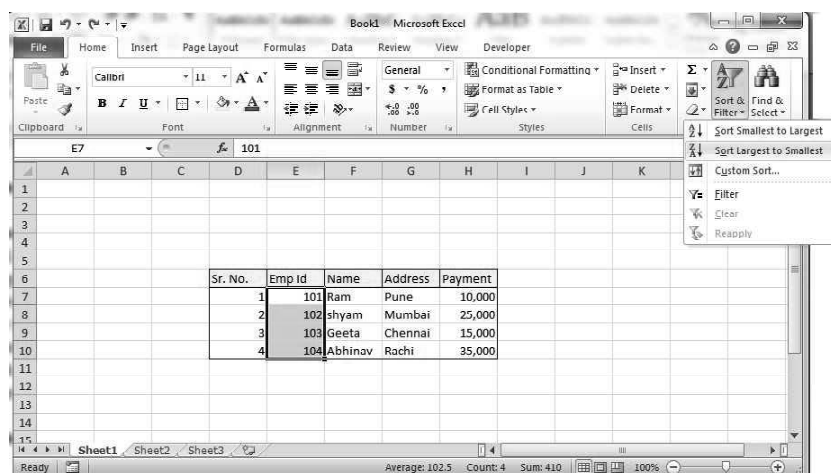 Book1 Microsoft Excel
File Home Insert Page Layout Formulas Data Review View Developer
Paste
Calibri 11 A A
B I U A
General
$ % ,
Conditional Formatting
Format as Table
Cell Styles
Insert
Delete
Format
Σ
Sort & Filter
Find & Select
Clipboard Font Alignment Number Styles Cells
E7 fx 101
Sort Smallest to Largest
Sort Largest to Smallest
Custom Sort...
Filter
Clear
Reapply
A B C D E F G H I J K
1
2
3
4
5
6 Sr. No. Emp Id Name Address Payment
7 1 101 Ram Pune 10,000
8 2 102 shyam Mumbai 25,000
9 3 103 Geeta Chennai 15,000
10 4 104 Abhinav Rachi 35,000
11
12
13
14
15
Sheet1 Sheet2 Sheet3
Ready Average: 102.5 Count: 4 Sum: 410 100%